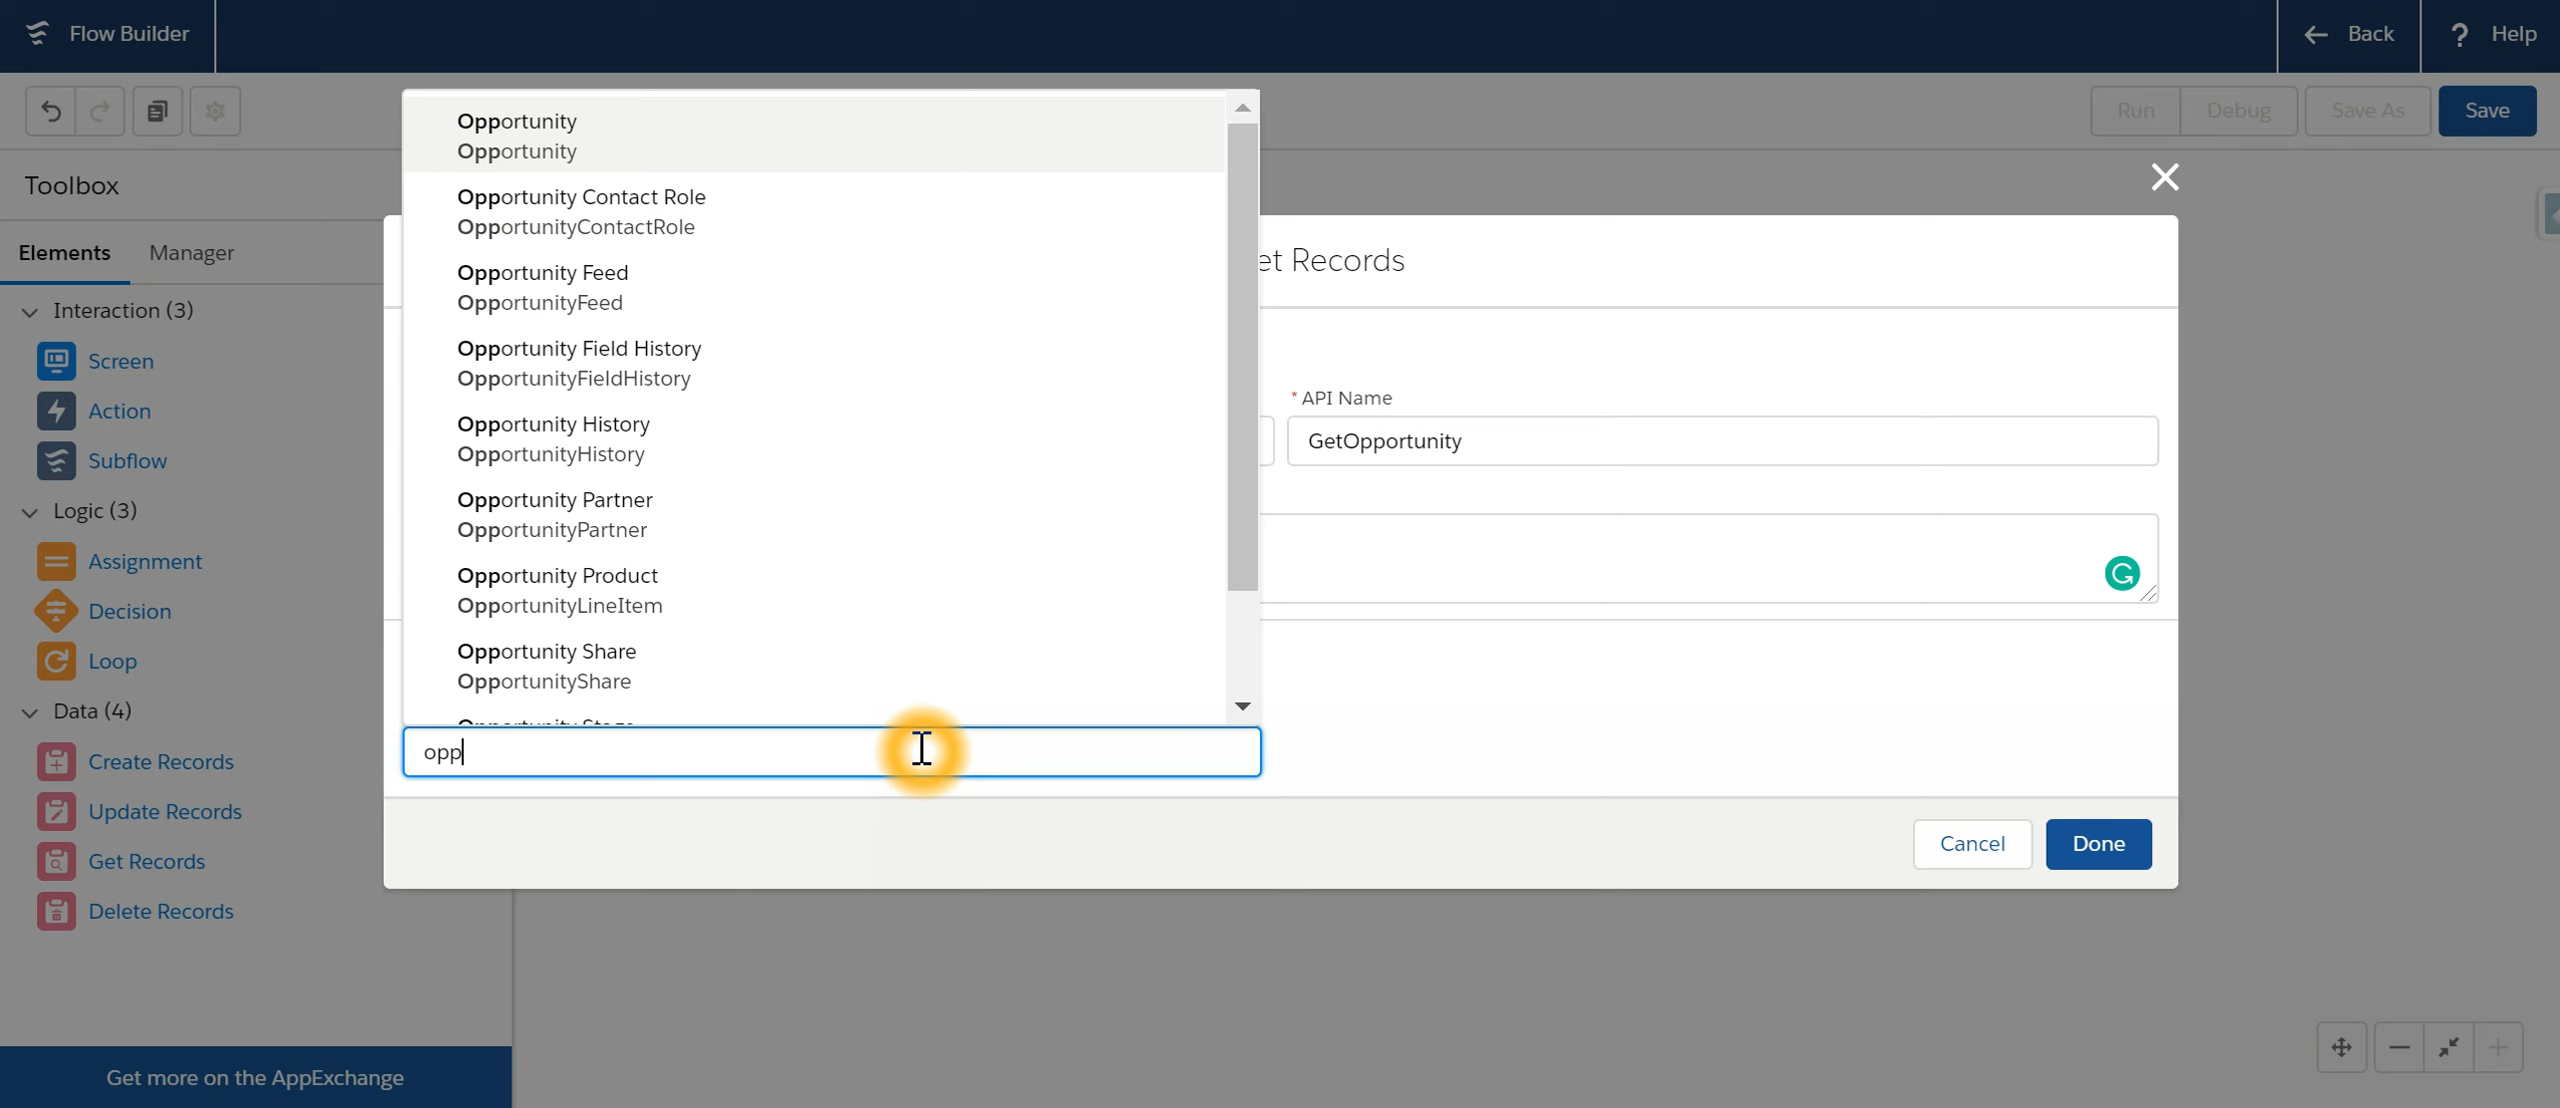 Flow Builder
Back
? Help
Run
Debug
Save As
Save
Toolbox
Elements
Manager
Interaction (3)
Screen
Action
Subflow
Logic (3)
Assignment
Decision
Loop
Data (4)
Create Records
Update Records
Get Records
Delete Records
Get more on the AppExchange
Opportunity
Opportunity
Opportunity Contact Role
OpportunityContactRole
Opportunity Feed
OpportunityFeed
Opportunity Field History
OpportunityFieldHistory
Opportunity History
OpportunityHistory
Opportunity Partner
OpportunityPartner
Opportunity Product
OpportunityLineItem
Opportunity Share
OpportunityShare
Opportunity Stage
opp
et Records
* API Name
GetOpportunity
Cancel
Done